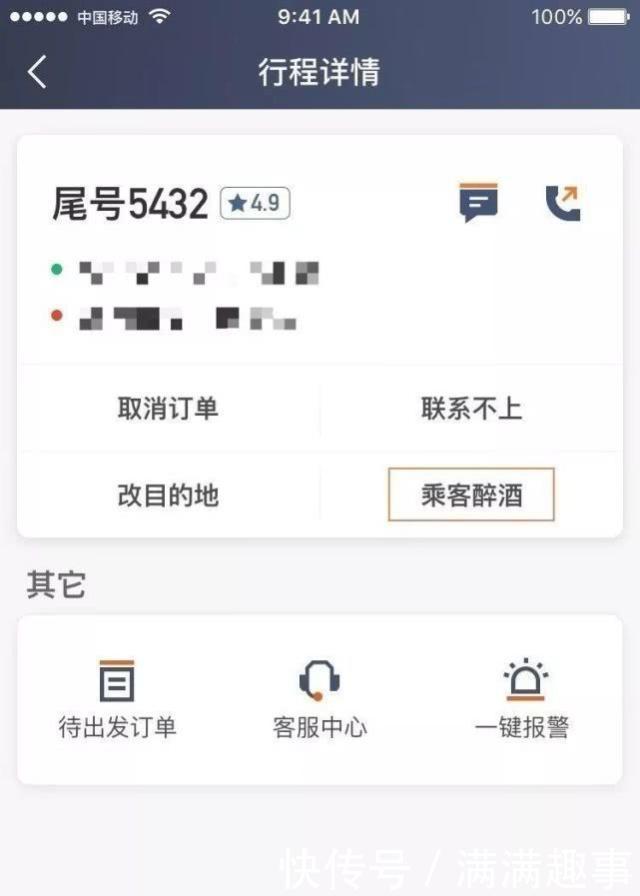 中国移动 9:41 AM 100%
行程详情
尾号5432 ★4.9
取消订单 联系不上
改目的地 乘客醉酒
其它
待出发订单 客服中心 一键报警
快传号 / 满满趣事